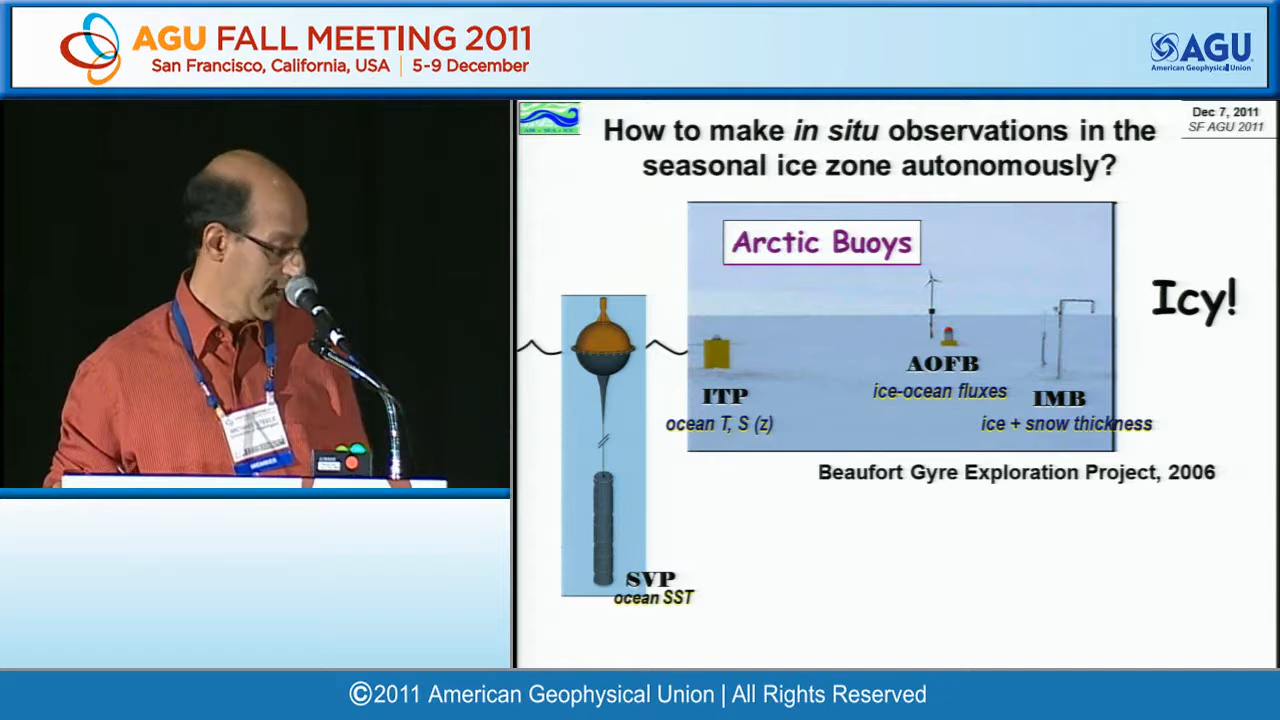 AGU FALL MEETING 2011
San Francisco, California, USA | 5-9 December
AGU
American Geophysical Union
Dec 7, 2011
SF AGU 2011
How to make in situ observations in the
seasonal ice zone autonomously?
Arctic Buoys
Icy!
AOFB
ice-ocean fluxes
ITP
ocean T, S (z)
IMB
ice + snow thickness
Beaufort Gyre Exploration Project, 2006
SVP
ocean SST
MEMBER
©2011 American Geophysical Union | All Rights Reserved